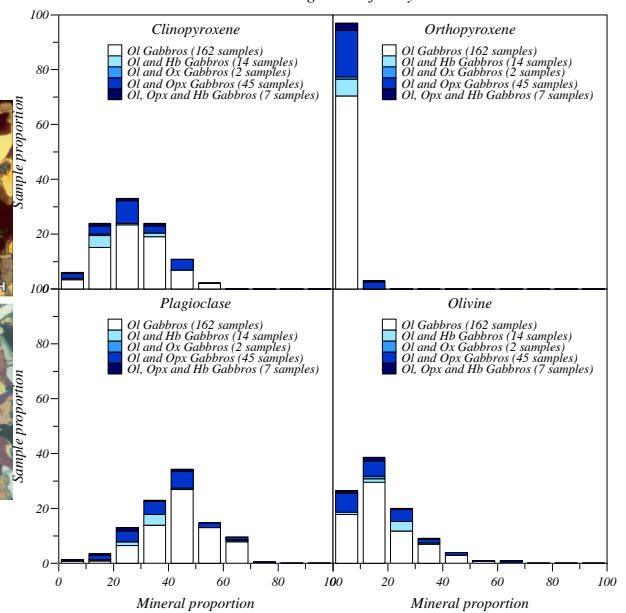 Clinopyroxene
Ol Gabbros (162 samples)
Ol and Hb Gabbros (14 samples)
Ol and Ox Gabbros (2 samples)
Ol and Opx Gabbros (45 samples)
Ol, Opx and Hb Gabbros (7 samples)
100
80
60
40
20
Sample proportion
Orthopyroxene
Ol Gabbros (162 samples)
Ol and Hb Gabbros (14 samples)
Ol and Ox Gabbros (2 samples)
Ol and Opx Gabbros (45 samples)
Ol, Opx and Hb Gabbros (7 samples)
Plagioclase
Ol Gabbros (162 samples)
Ol and Hb Gabbros (14 samples)
Ol and Ox Gabbros (2 samples)
Ol and Opx Gabbros (45 samples)
Ol, Opx and Hb Gabbros (7 samples)
80
60
40
20
0
Sample proportion
0 20 40 60 80
Mineral proportion
Olivine
Ol Gabbros (162 samples)
Ol and Hb Gabbros (14 samples)
Ol and Ox Gabbros (2 samples)
Ol and Opx Gabbros (45 samples)
Ol, Opx and Hb Gabbros (7 samples)
20 40 60 80 100
Mineral proportion